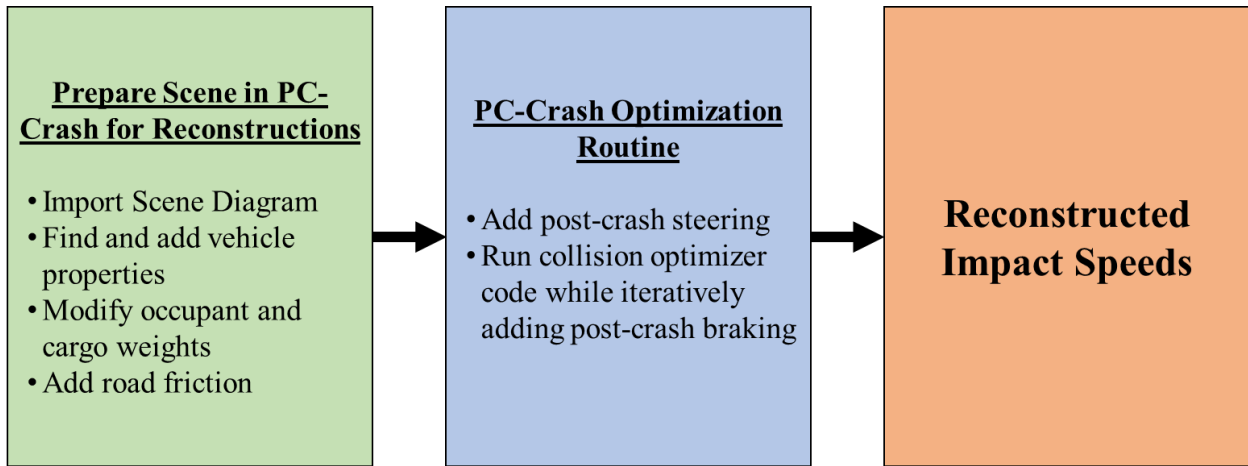 Prepare Scene in PC-
Crash for Reconstructions
• Import Scene Diagram
• Find and add vehicle
properties
• Modify occupant and
cargo weights
• Add road friction
PC-Crash Optimization
Routine
• Add post-crash steering
• Run collision optimizer
code while iteratively
adding post-crash braking
Reconstructed
Impact Speeds